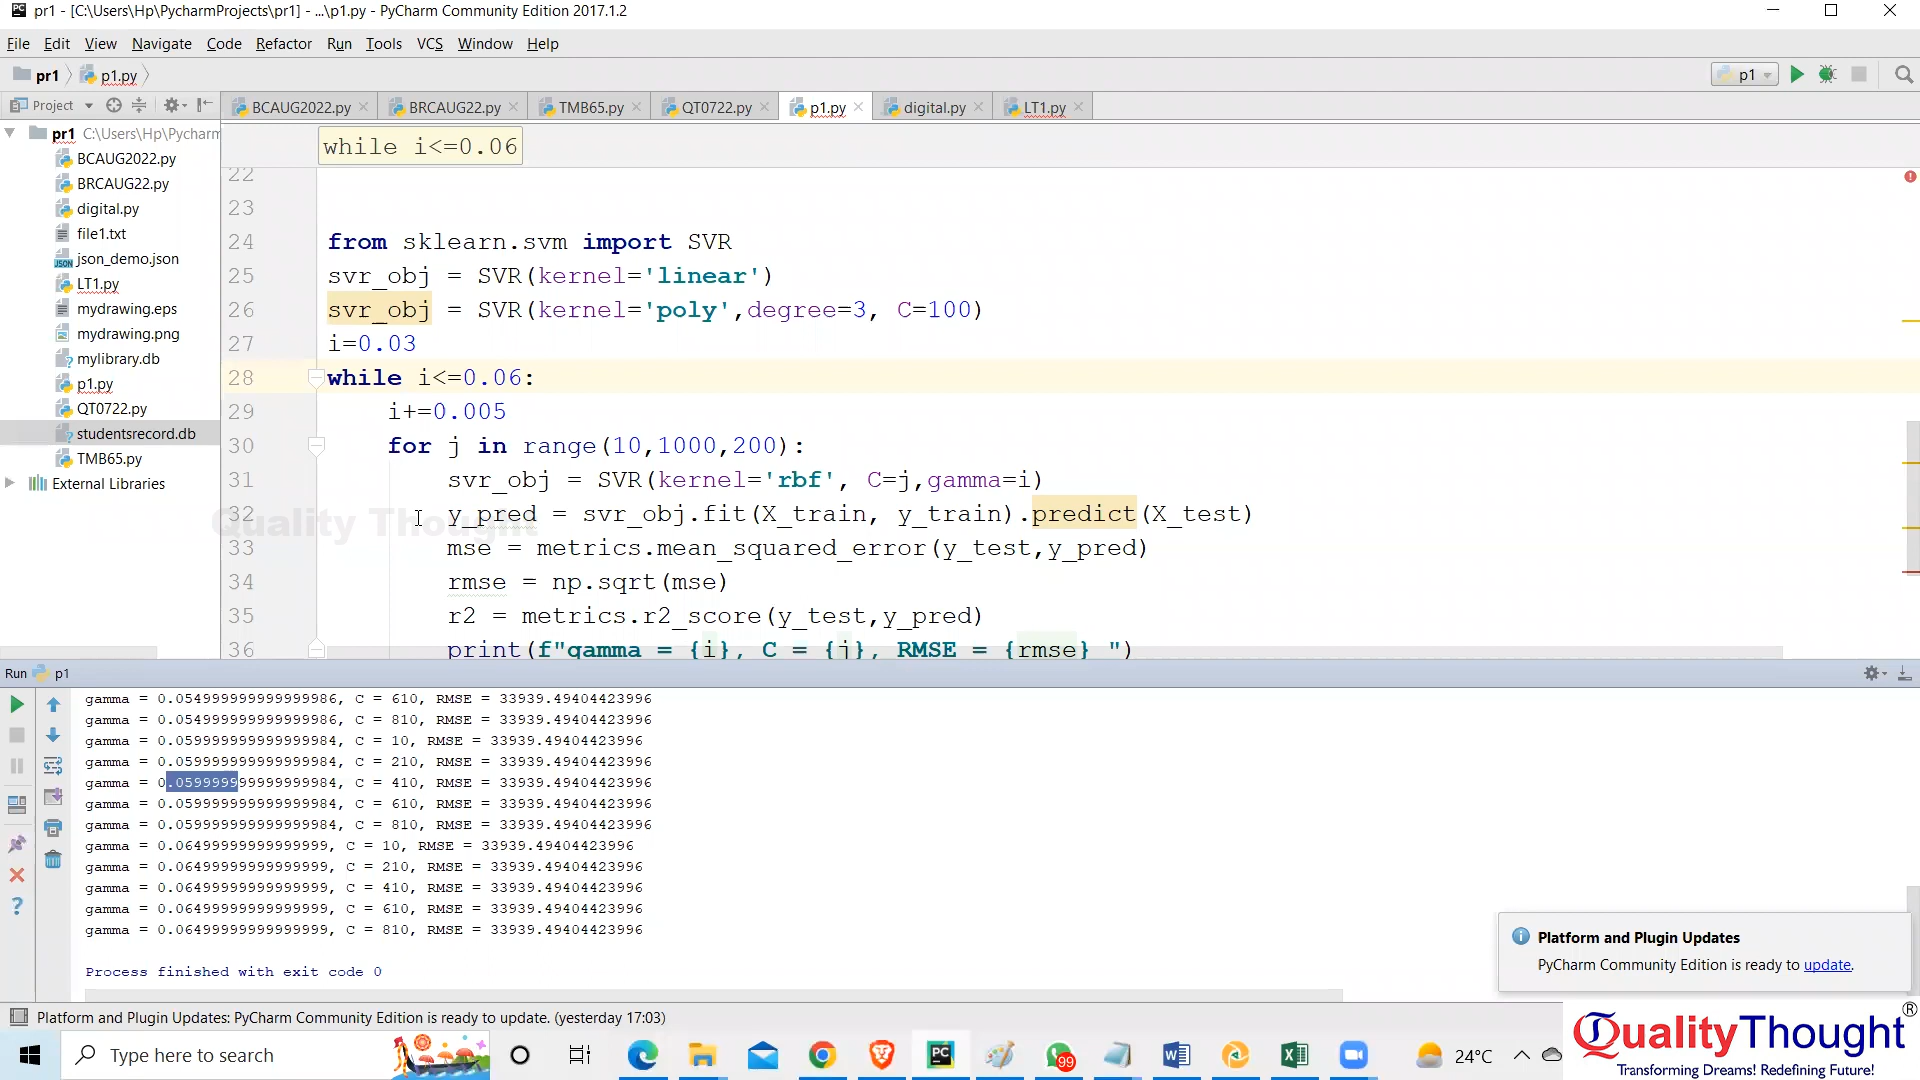 pr1 - [C:\Users\Hp\PycharmProjects\pr1] - ...\p1.py - PyCharm Community Edition 2017.1.2
File Edit View Navigate Code Refactor Run Tools VCS Window Help
pr1 p1.py p1
Project BCAUG2022.py BRCAUG22.py TMB65.py QT0722.py p1.py digital.py LT1.py
pr1 C:\Users\Hp\Pycharm
BCAUG2022.py
BRCAUG22.py
digital.py
file1.txt
json_demo.json
LT1.py
mydrawing.eps
mydrawing.png
mylibrary.db
p1.py
QT0722.py
studentsrecord.db
TMB65.py
External Libraries
while i<=0.06
22
23
24 from sklearn.svm import SVR
25 svr_obj = SVR(kernel='linear')
26 svr_obj = SVR(kernel='poly',degree=3, C=100)
27 i=0.03
28 while i<=0.06:
29 i+=0.005
30 for j in range(10,1000,200):
31 svr_obj = SVR(kernel='rbf', C=j,gamma=i)
32 y_pred = svr_obj.fit(X_train, y_train).predict(X_test)
33 mse = metrics.mean_squared_error(y_test,y_pred)
34 rmse = np.sqrt(mse)
35 r2 = metrics.r2_score(y_test,y_pred)
36 print(f"gamma = {i}, C = {j}, RMSE = {rmse} ")
Quality Thought
Run p1
gamma = 0.054999999999999986, C = 610, RMSE = 33939.49404423996
gamma = 0.054999999999999986, C = 810, RMSE = 33939.49404423996
gamma = 0.059999999999999984, C = 10, RMSE = 33939.49404423996
gamma = 0.059999999999999984, C = 210, RMSE = 33939.49404423996
gamma = 0.059999999999999984, C = 410, RMSE = 33939.49404423996
gamma = 0.059999999999999984, C = 610, RMSE = 33939.49404423996
gamma = 0.059999999999999984, C = 810, RMSE = 33939.49404423996
gamma = 0.06499999999999999, C = 10, RMSE = 33939.49404423996
gamma = 0.06499999999999999, C = 210, RMSE = 33939.49404423996
gamma = 0.06499999999999999, C = 410, RMSE = 33939.49404423996
gamma = 0.06499999999999999, C = 610, RMSE = 33939.49404423996
gamma = 0.06499999999999999, C = 810, RMSE = 33939.49404423996
Process finished with exit code 0
Platform and Plugin Updates
PyCharm Community Edition is ready to update.
Platform and Plugin Updates: PyCharm Community Edition is ready to update. (yesterday 17:03)
Type here to search
99
24°C
QualityThought®
Transforming Dreams! Redefining Future!